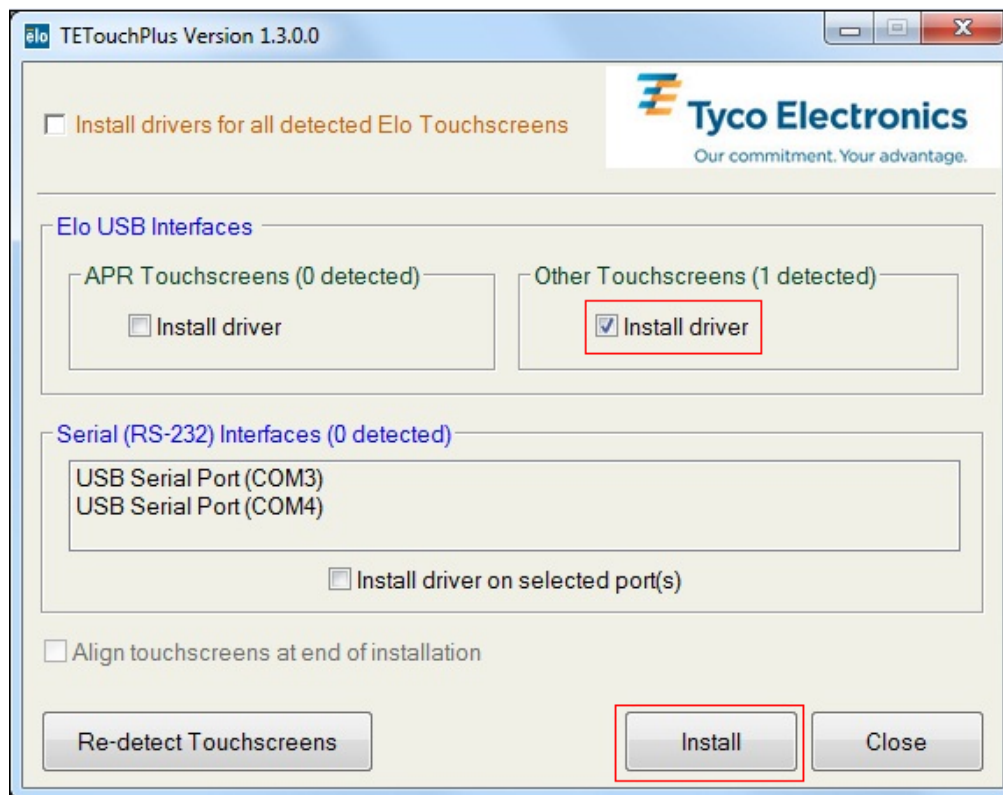 elo TETouchPlus Version 1.3.0.0
Install drivers for all detected Elo Touchscreens
Tyco Electronics
Our commitment. Your advantage.
Elo USB Interfaces
APR Touchscreens (0 detected)
Install driver
Other Touchscreens (1 detected)
Install driver
Serial (RS-232) Interfaces (0 detected)
USB Serial Port (COM3)
USB Serial Port (COM4)
Install driver on selected port(s)
Align touchscreens at end of installation
Re-detect Touchscreens
Install
Close